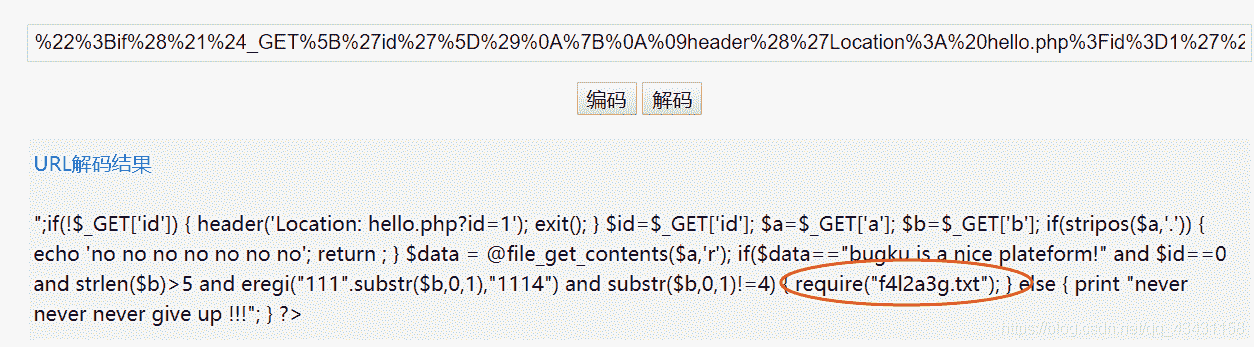 %22%3Bif%28%21%24_GET%5B%27id%27%5D%29%0A%7B%0A%09header%28%27Location%3A%20hello.php%3Fid%3D1%27%2
编码 解码
URL解码结果
";if(!$_GET['id']) { header('Location: hello.php?id=1'); exit(); } $id=$_GET['id']; $a=$_GET['a']; $b=$_GET['b']; if(stripos($a,'.')) {
echo 'no no no no no no no'; return ; } $data = @file_get_contents($a,'r'); if($data=="bugku is a nice plateform!" and $id==0
and strlen($b)>5 and eregi("111".substr($b,0,1),"1114") and substr($b,0,1)!=4) { require("f4l2a3g.txt"); } else { print "never
never never give up !!!"; } ?>
https://blog.csdn.net/qq_43431158